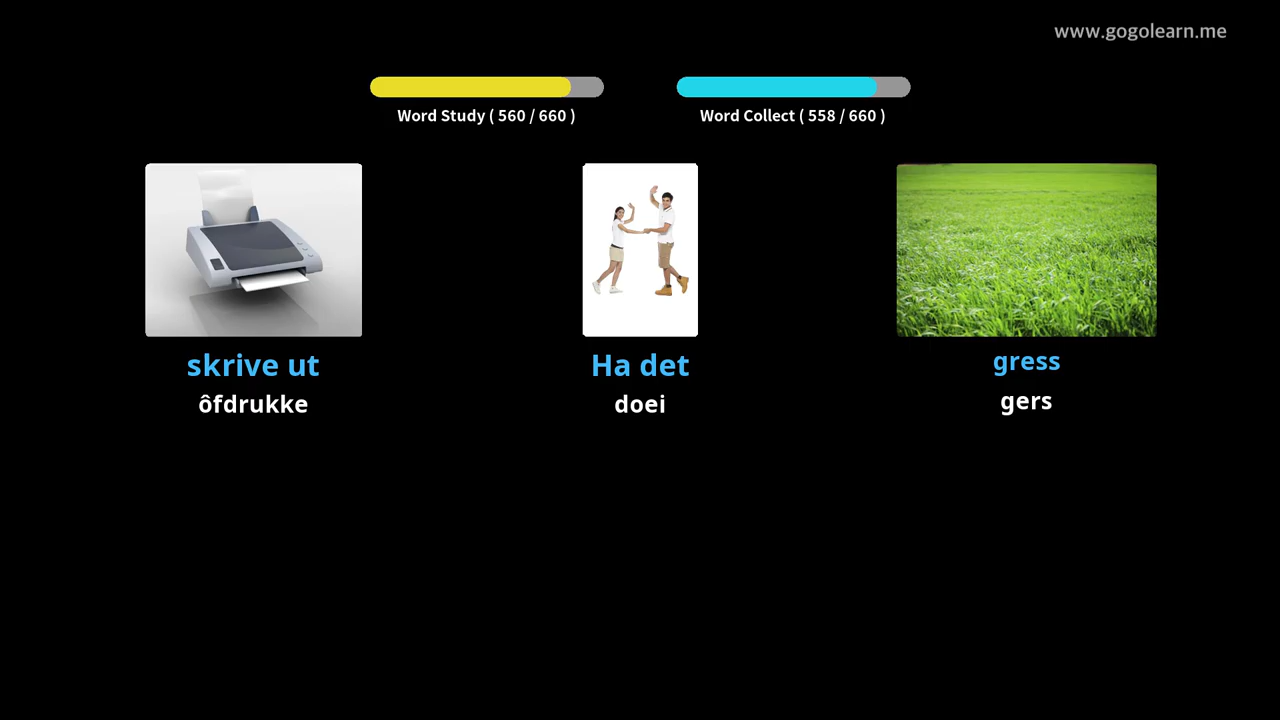 www.gogolearn.me
Word Study ( 560 / 660 )
Word Collect ( 558 / 660 )
skrive ut
ôfdrukke
Ha det
doei
gress
gers